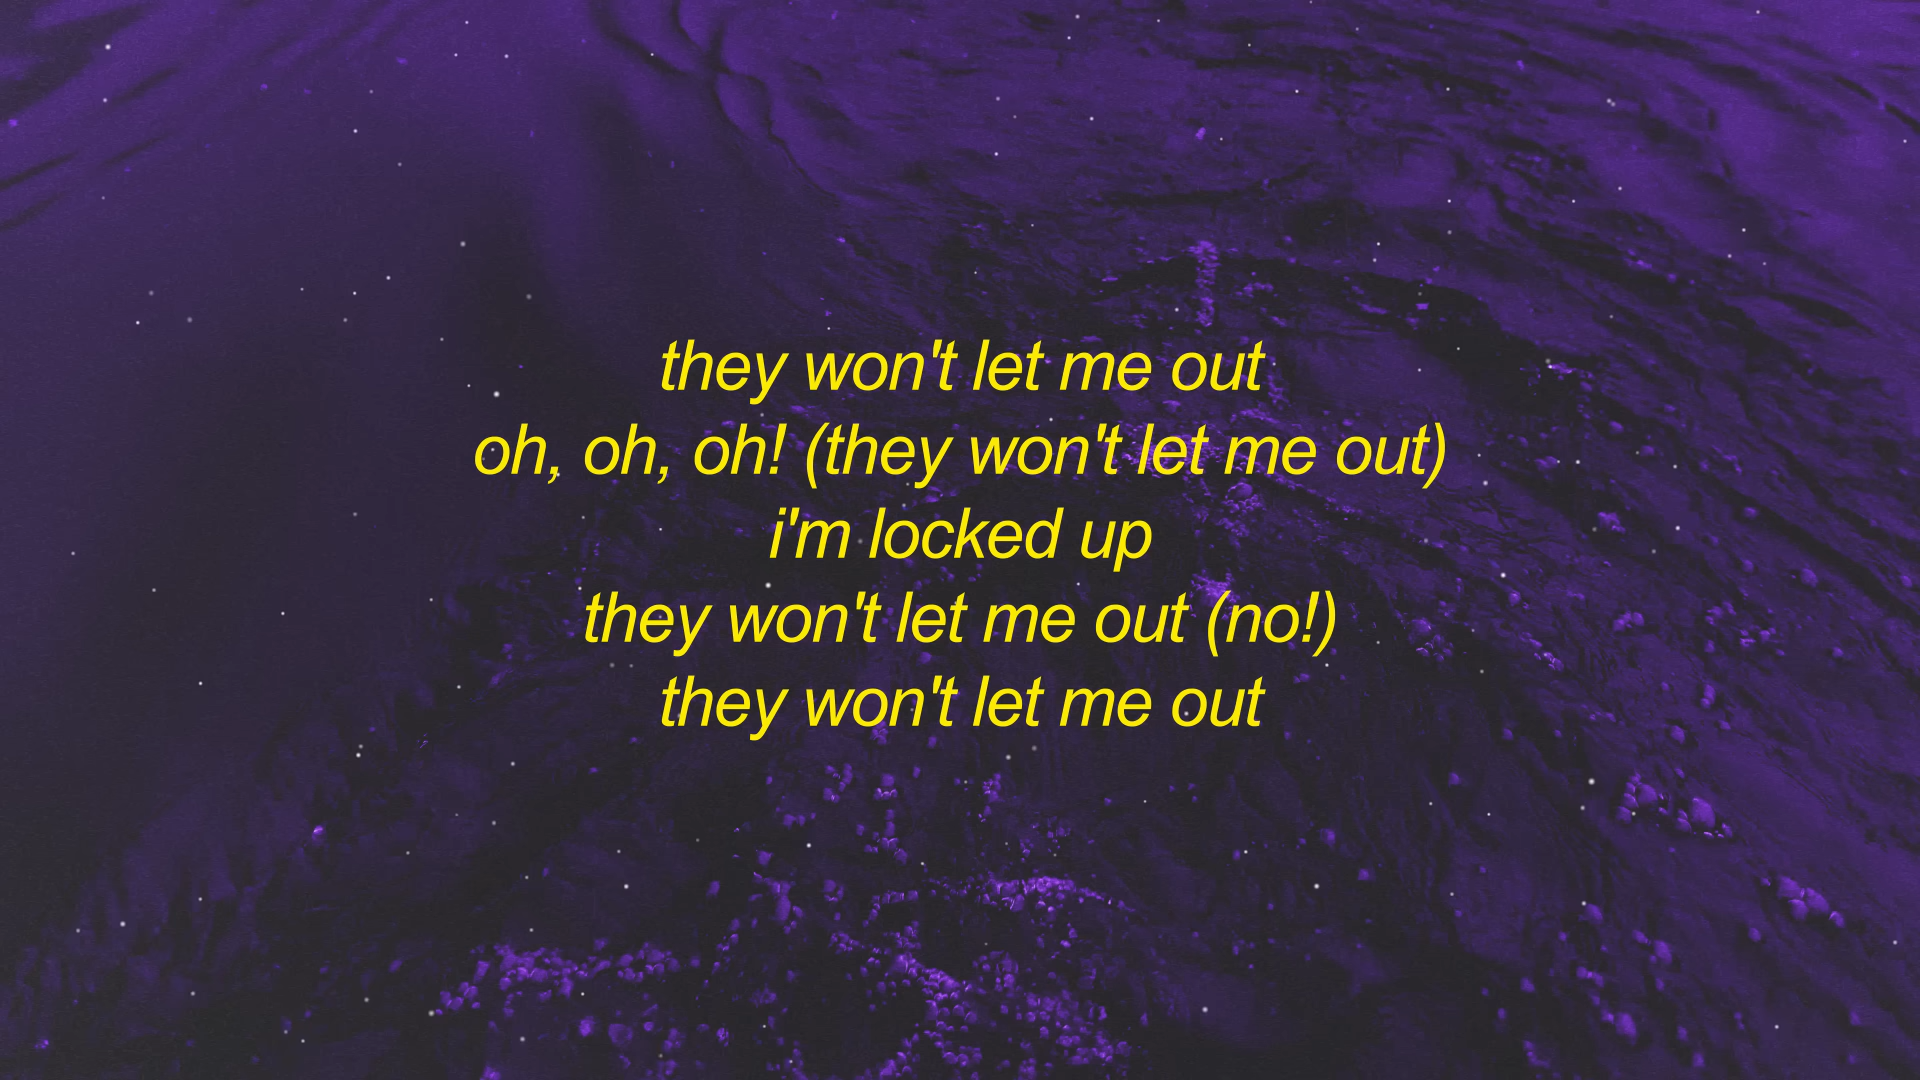 they won't let me out
oh, oh, oh! (they won't let me out)
i'm locked up
they won't let me out (no!)
they won't let me out